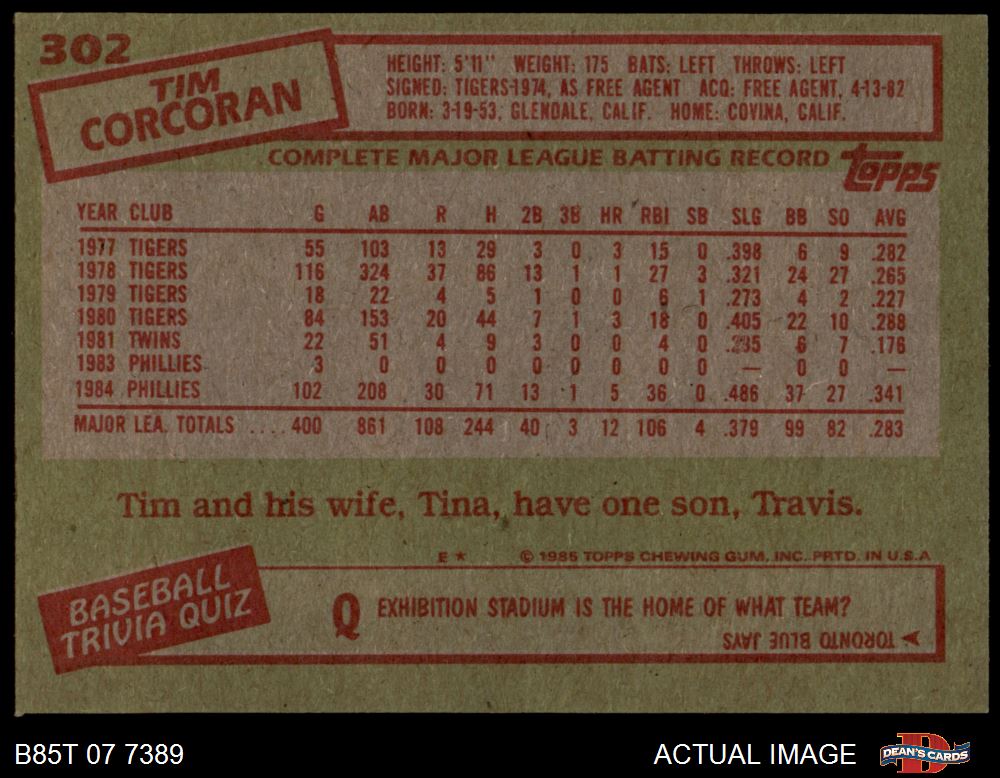 302
TIM
CORCORAN
HEIGHT: 5'11" WEIGHT: 175 BATS: LEFT THROWS: LEFT
SIGNED: TIGERS-1974, AS FREE AGENT ACQ: FREE AGENT, 4-13-82
BORN: 3-19-53, GLENDALE, CALIF. HOME: COVINA, CALIF.
COMPLETE MAJOR LEAGUE BATTING RECORD
topps
YEAR CLUB G AB R H 2B 3B HR RBI SB SLG BB SO AVG
1977 TIGERS 55 103 13 29 3 0 3 15 0 .398 6 9 .282
1978 TIGERS 116 324 37 86 13 1 1 27 3 .321 24 27 .265
1979 TIGERS 18 22 4 5 1 0 0 6 1 .273 4 2 .227
1980 TIGERS 84 153 20 44 7 1 3 18 0 .405 22 10 .288
1981 TWINS 22 51 4 9 3 0 0 4 0 .235 6 7 .176
1983 PHILLIES 3 0 0 0 0 0 0 0 0 — 0 0 —
1984 PHILLIES 102 208 30 71 13 1 5 36 0 .486 37 27 .341
MAJOR LEA. TOTALS .... 400 861 108 244 40 3 12 106 4 .379 99 82 .283
Tim and his wife, Tina, have one son, Travis.
E * © 1985 TOPPS CHEWING GUM, INC. PRTD. IN U.S.A
BASEBALL
TRIVIA QUIZ
Q EXHIBITION STADIUM IS THE HOME OF WHAT TEAM?
TORONTO BLUE JAYS
B85T 07 7389
ACTUAL IMAGE
D
DEAN'S CARDS